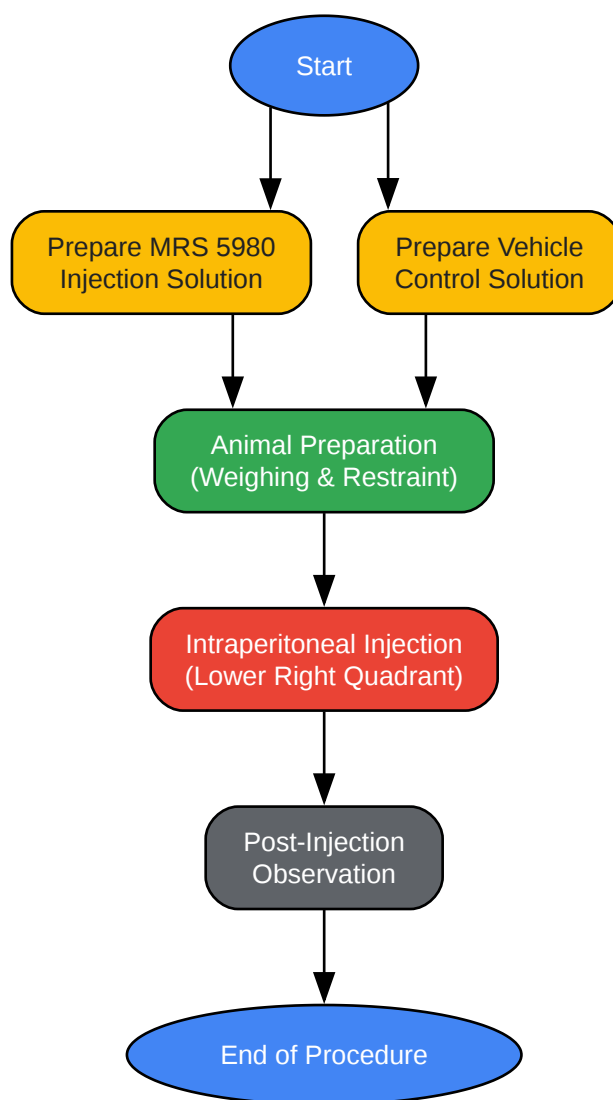 Start
Prepare MRS 5980
Injection Solution
Prepare Vehicle
Control Solution
Animal Preparation
(Weighing & Restraint)
Intraperitoneal Injection
(Lower Right Quadrant)
Post-Injection
Observation
End of Procedure